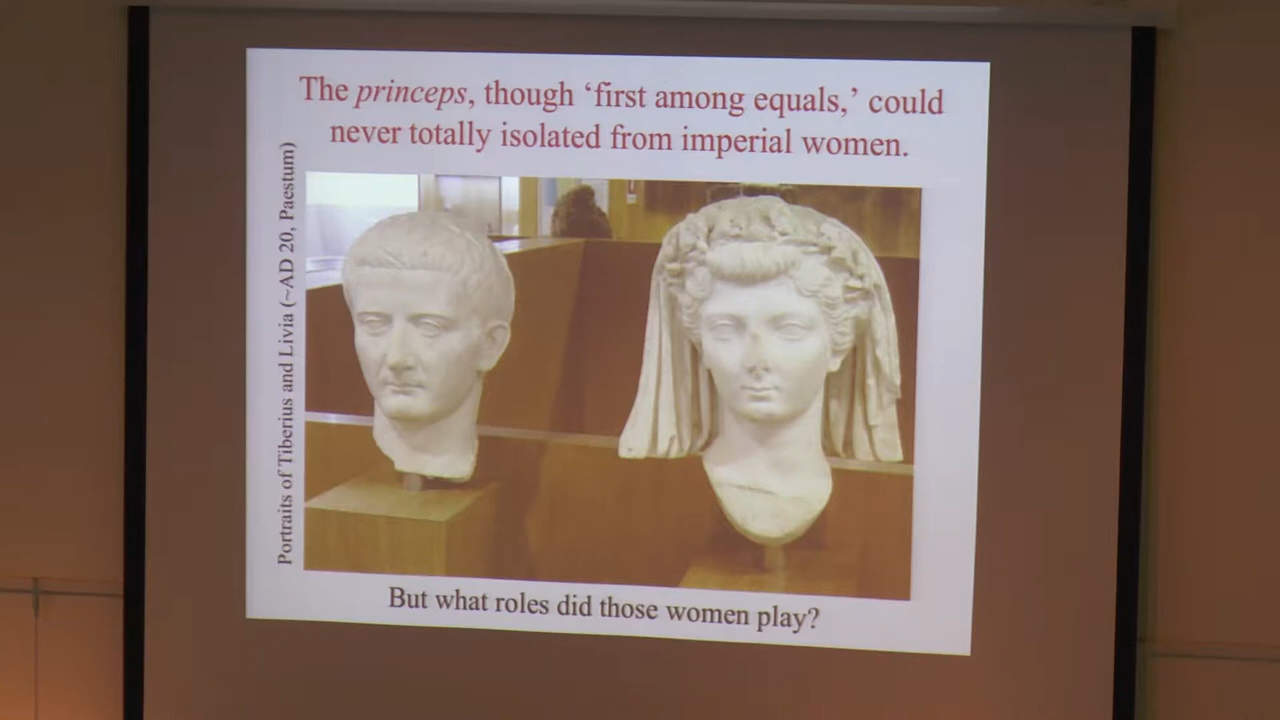 The princeps, though ‘first among equals,’ could
never totally isolated from imperial women.
Portraits of Tiberius and Livia (~AD 20, Paestum)
But what roles did those women play?